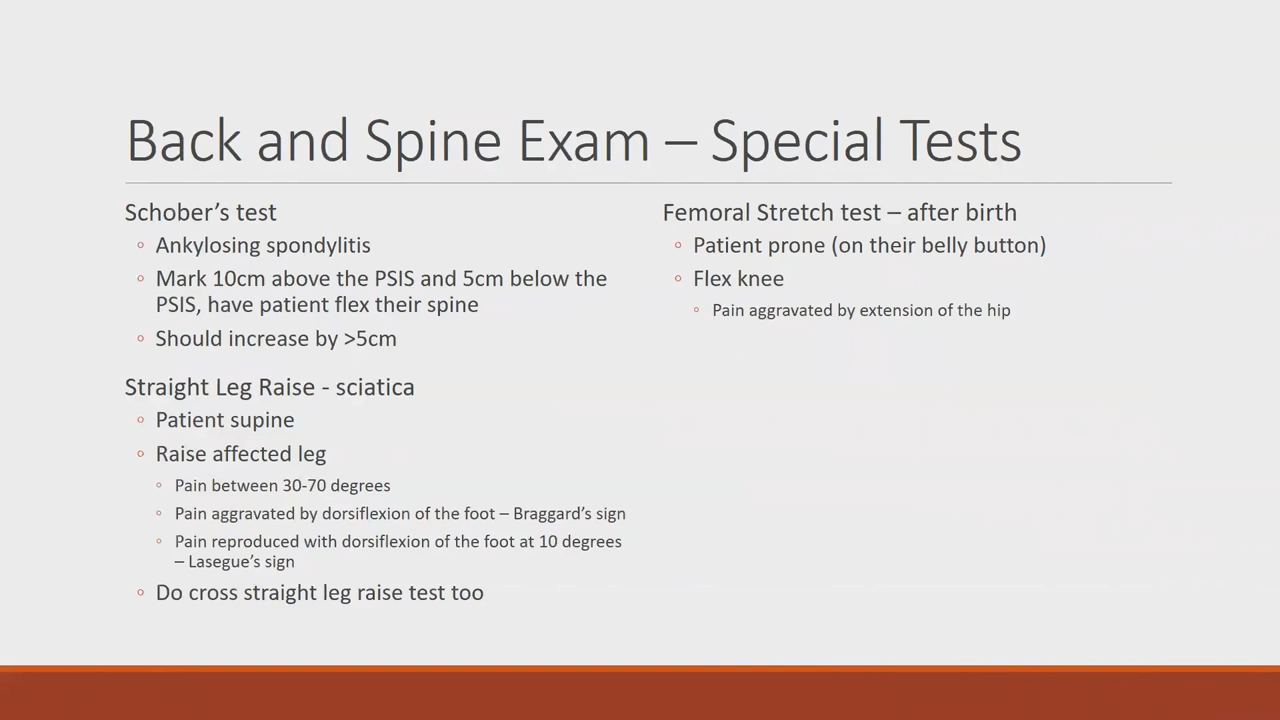 Back and Spine Exam – Special Tests
Schober’s test
◦ Ankylosing spondylitis
◦ Mark 10cm above the PSIS and 5cm below the
PSIS, have patient flex their spine
◦ Should increase by >5cm
Straight Leg Raise - sciatica
◦ Patient supine
◦ Raise affected leg
◦ Pain between 30-70 degrees
◦ Pain aggravated by dorsiflexion of the foot – Braggard’s sign
◦ Pain reproduced with dorsiflexion of the foot at 10 degrees
– Lasegue’s sign
◦ Do cross straight leg raise test too
Femoral Stretch test – after birth
◦ Patient prone (on their belly button)
◦ Flex knee
◦ Pain aggravated by extension of the hip